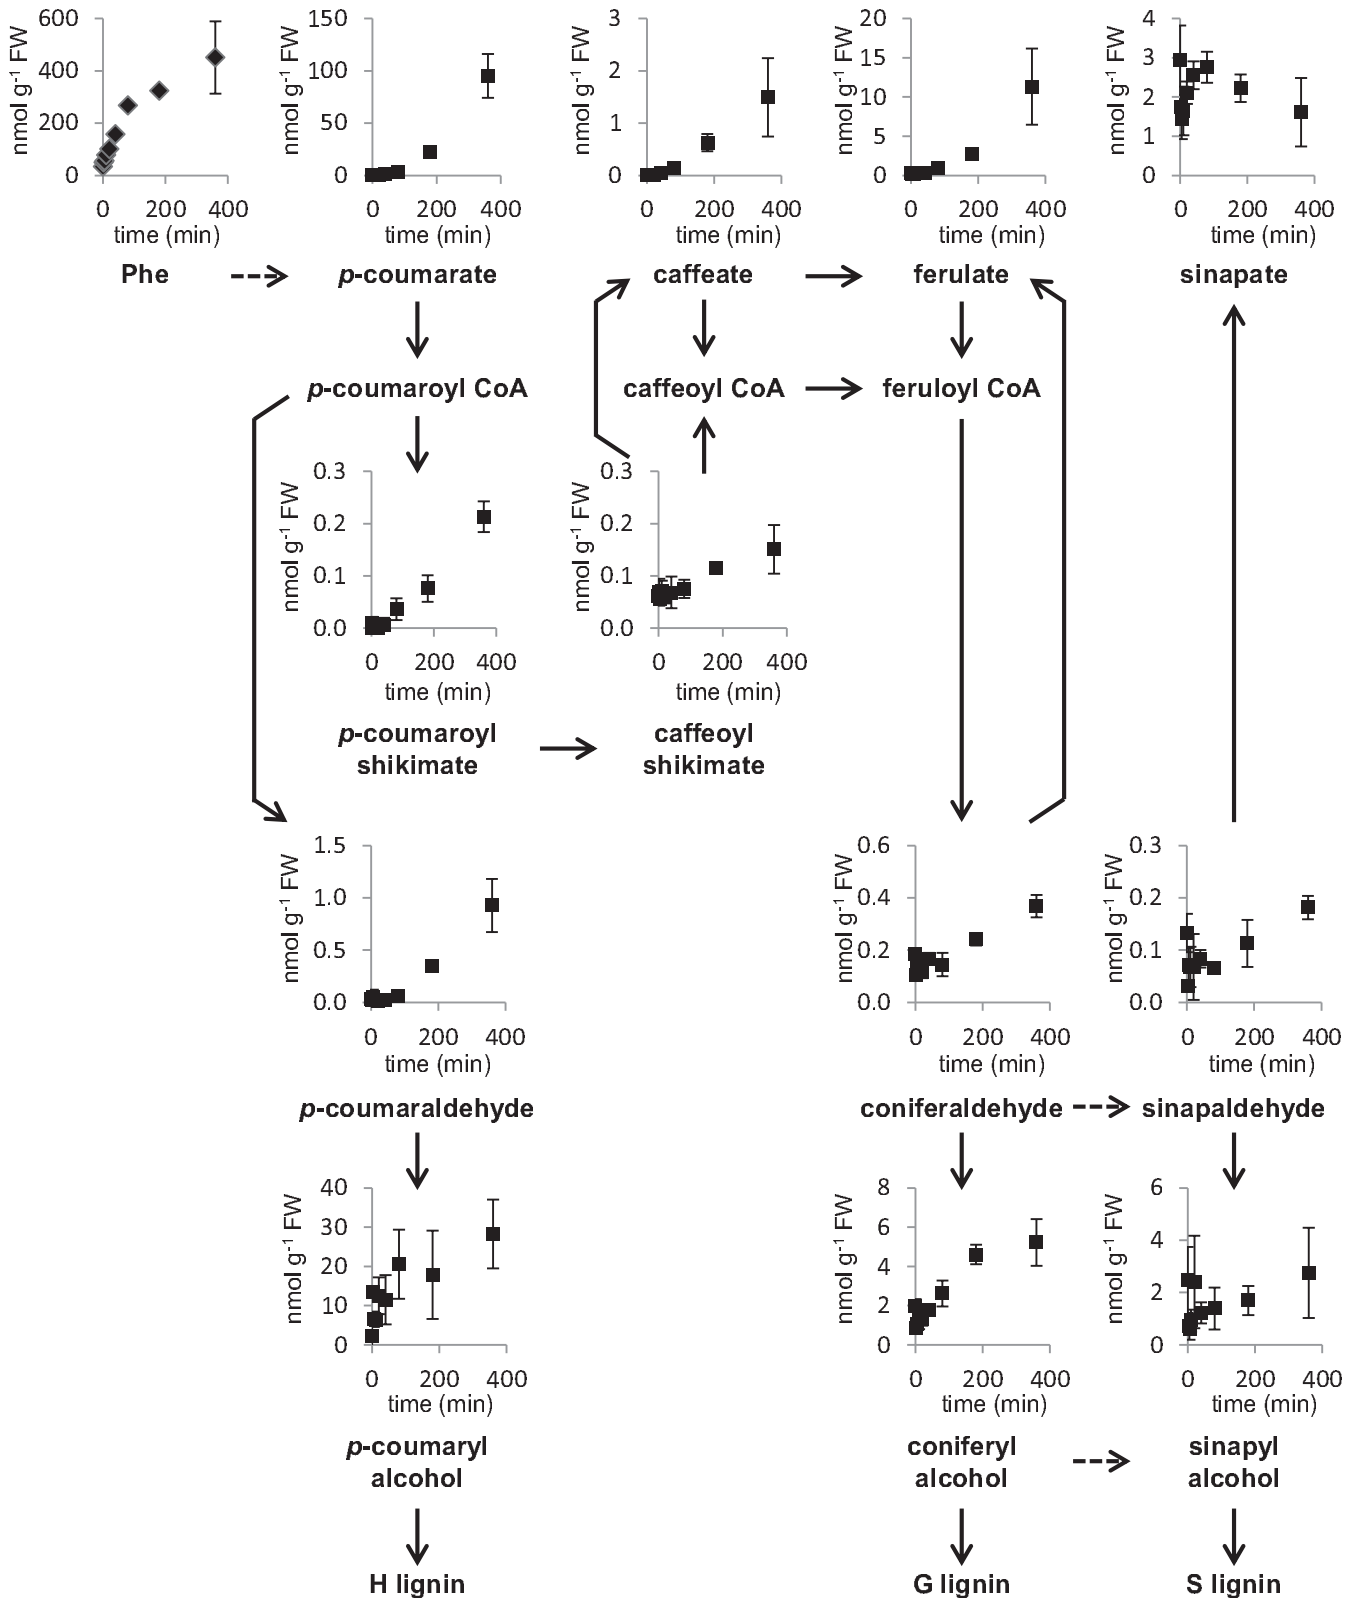 600
400
200
0
nmol g-1 FW
0 200 400
time (min)
Phe
150
100
50
0
nmol g-1 FW
0 200 400
time (min)
p-coumarate
3
2
1
0
nmol g-1 FW
0 200 400
time (min)
caffeate
20
15
10
5
0
nmol g-1 FW
0 200 400
time (min)
ferulate
4
3
2
1
0
nmol g-1 FW
0 200 400
time (min)
sinapate
p-coumaroyl CoA
caffeoyl CoA
feruloyl CoA
0.3
0.2
0.1
0.0
nmol g-1 FW
0 200 400
time (min)
p-coumaroyl
shikimate
0.3
0.2
0.1
0.0
nmol g-1 FW
0 200 400
time (min)
caffeoyl
shikimate
1.5
1.0
0.5
0.0
nmol g-1 FW
0 200 400
time (min)
p-coumaraldehyde
0.6
0.4
0.2
0.0
nmol g-1 FW
0 200 400
time (min)
coniferaldehyde
0.3
0.2
0.1
0.0
nmol g-1 FW
0 200 400
time (min)
sinapaldehyde
40
30
20
10
0
nmol g-1 FW
0 200 400
time (min)
p-coumaryl
alcohol
8
6
4
2
0
nmol g-1 FW
0 200 400
time (min)
coniferyl
alcohol
6
4
2
0
nmol g-1 FW
0 200 400
time (min)
sinapyl
alcohol
H lignin
G lignin
S lignin